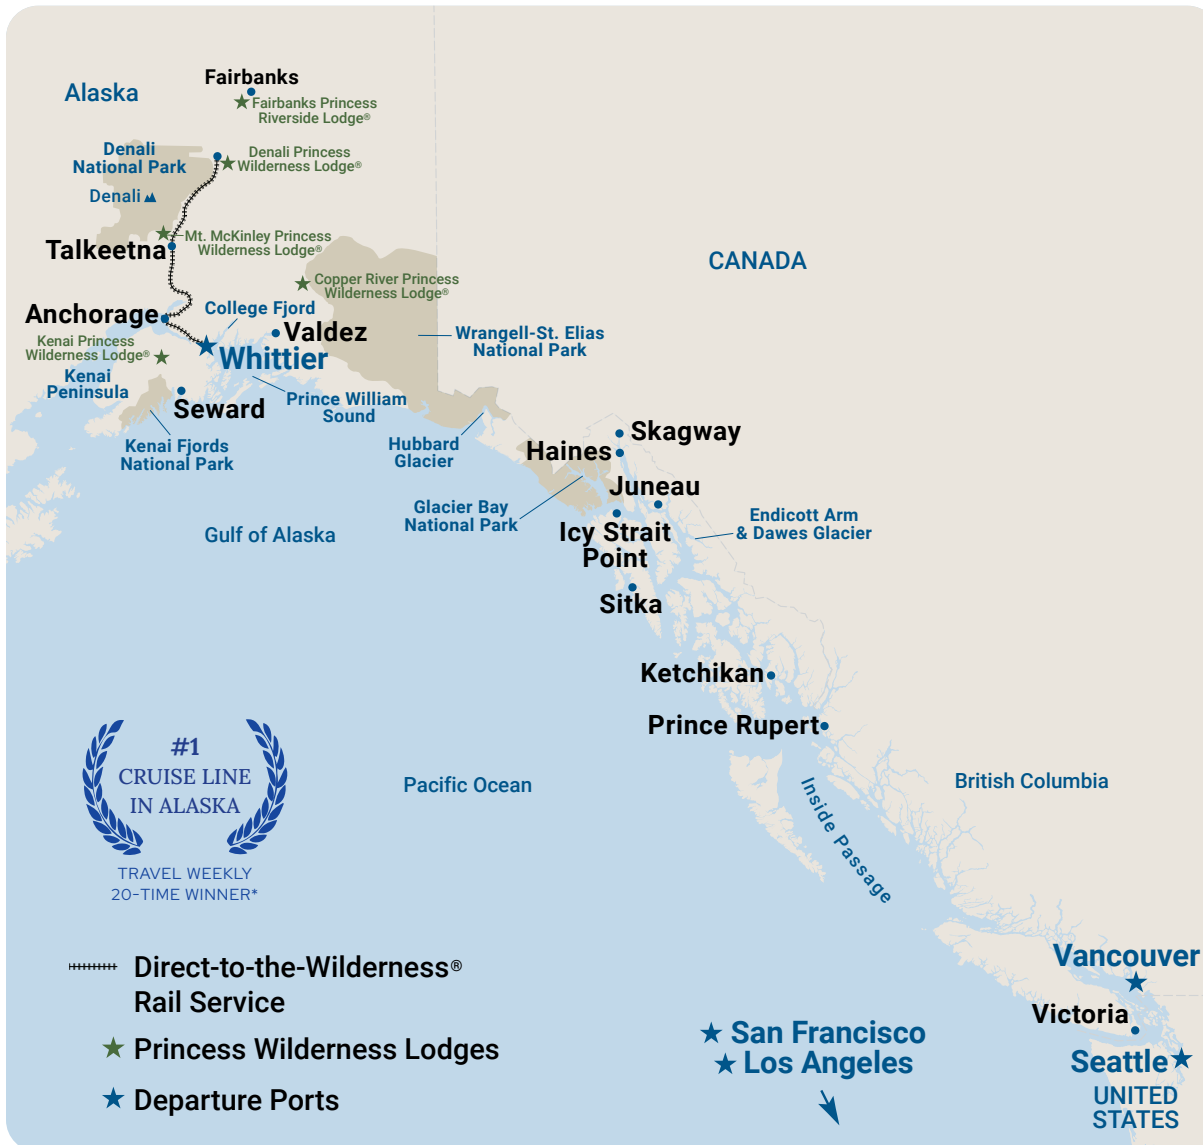 Fairbanks
Alaska
Fairbanks Princess
Riverside Lodge®
Denali
National Park
Denali Princess
Wilderness Lodge®
Denali
Talkeetna
Mt. McKinley Princess
Wilderness Lodge®
CANADA
Copper River Princess
Wilderness Lodge®
Anchorage
College Fjord
Valdez
Wrangell-St. Elias
National Park
Kenai Princess
Wilderness Lodge®
Whittier
Kenai
Peninsula
Seward
Prince William
Sound
Kenai Fjords
National Park
Hubbard
Glacier
Skagway
Haines
Juneau
Glacier Bay
National Park
Endicott Arm
& Dawes Glacier
Icy Strait
Point
Gulf of Alaska
Sitka
Ketchikan
Prince Rupert
#1
CRUISE LINE
IN ALASKA
TRAVEL WEEKLY
20-TIME WINNER*
Pacific Ocean
Inside Passage
British Columbia
Vancouver
Victoria
Seattle
UNITED
STATES
San Francisco
Los Angeles
Direct-to-the-Wilderness®
Rail Service
Princess Wilderness Lodges
Departure Ports